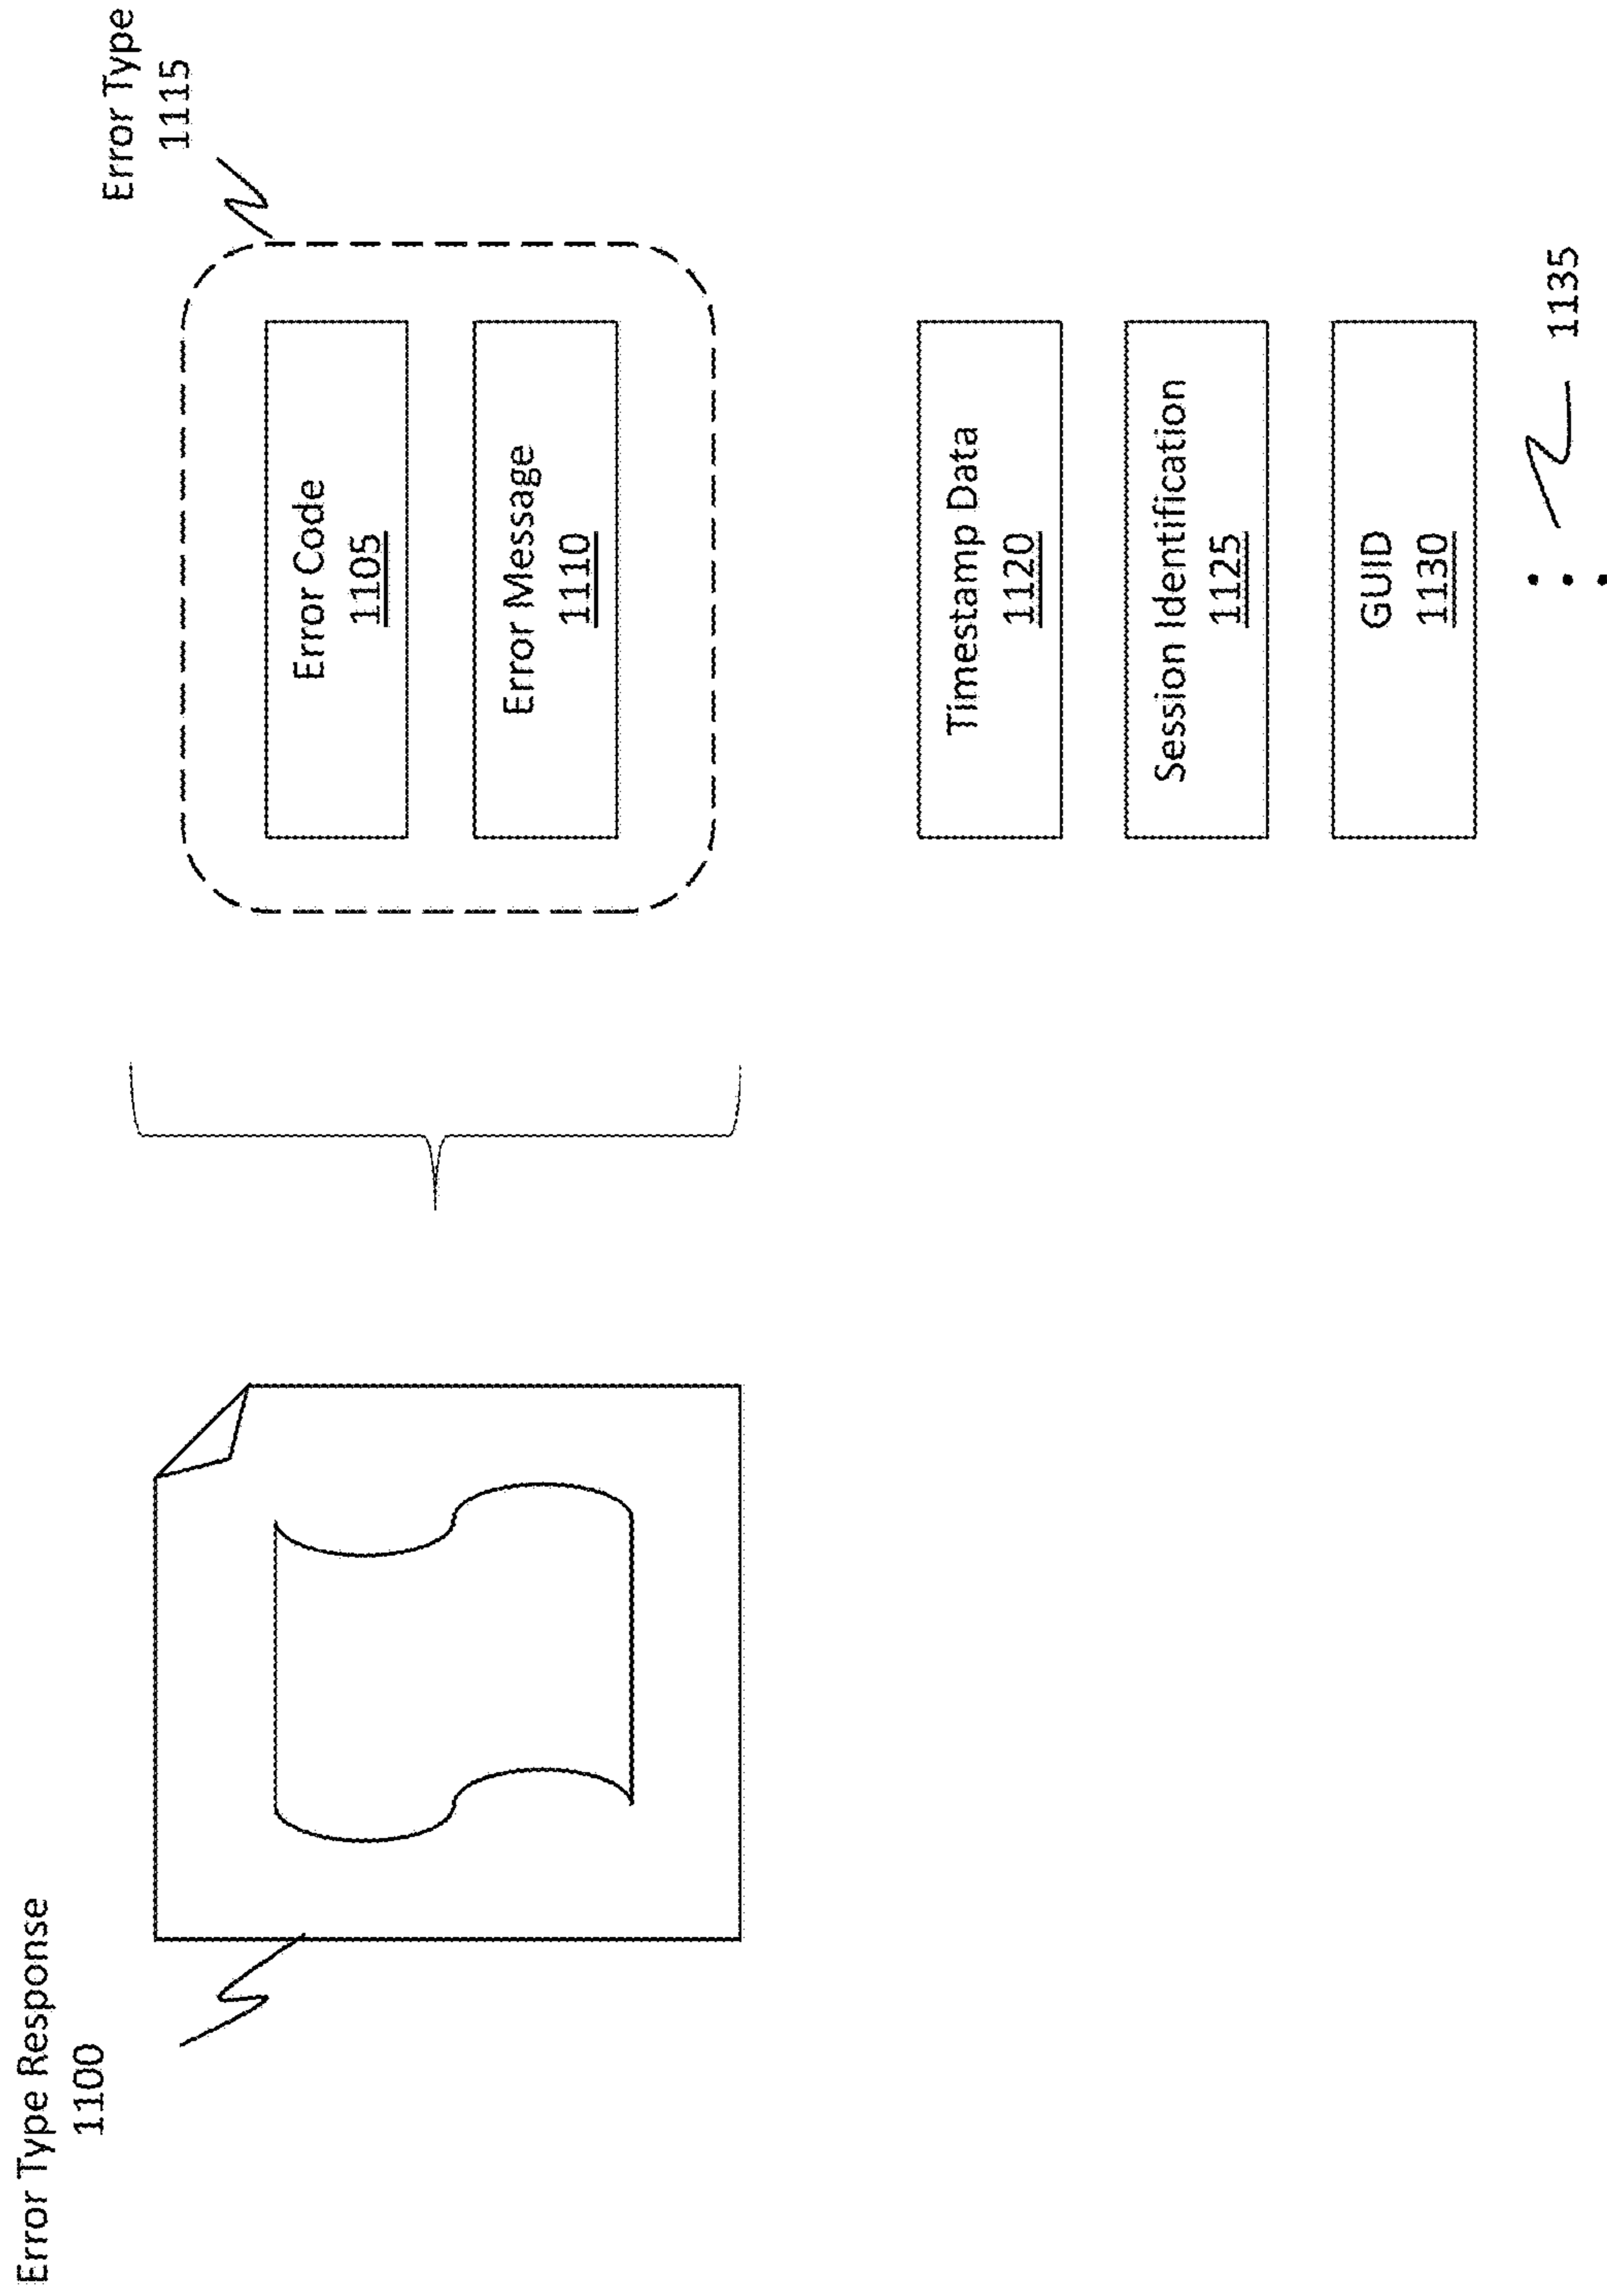 Error Type Response
1100
Error Type
1115
Error Code
1105
Error Message
1110
Timestamp Data
1120
Session Identification
1125
GUID
1130
1135